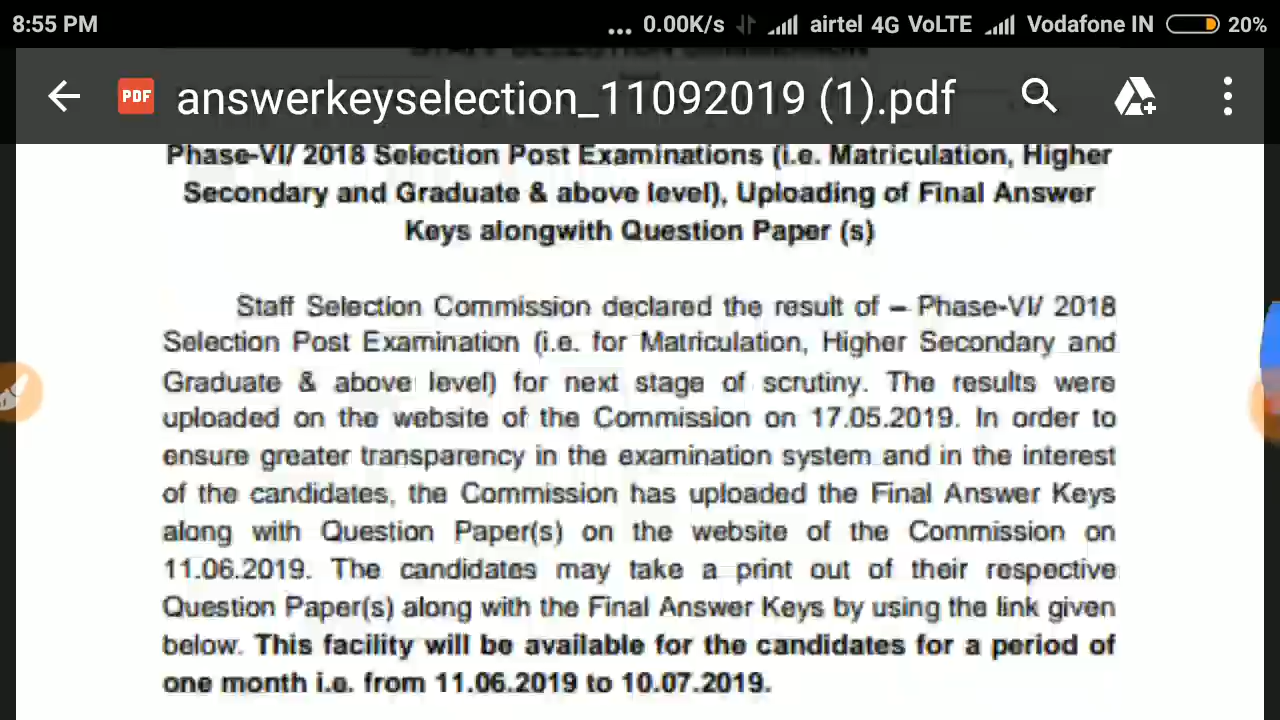 8:55 PM ... 0.00K/s airtel 4G VoLTE Vodafone IN 20%
PDF answerkeyselection_11092019 (1).pdf
Phase-VI/ 2018 Selection Post Examinations (i.e. Matriculation, Higher
Secondary and Graduate & above level), Uploading of Final Answer
Keys alongwith Question Paper (s)
Staff Selection Commission declared the result of – Phase-VI/ 2018
Selection Post Examination (i.e. for Matriculation, Higher Secondary and
Graduate & above level) for next stage of scrutiny. The results were
uploaded on the website of the Commission on 17.05.2019. In order to
ensure greater transparency in the examination system and in the interest
of the candidates, the Commission has uploaded the Final Answer Keys
along with Question Paper(s) on the website of the Commission on
11.06.2019. The candidates may take a print out of their respective
Question Paper(s) along with the Final Answer Keys by using the link given
below. This facility will be available for the candidates for a period of
one month i.e. from 11.06.2019 to 10.07.2019.